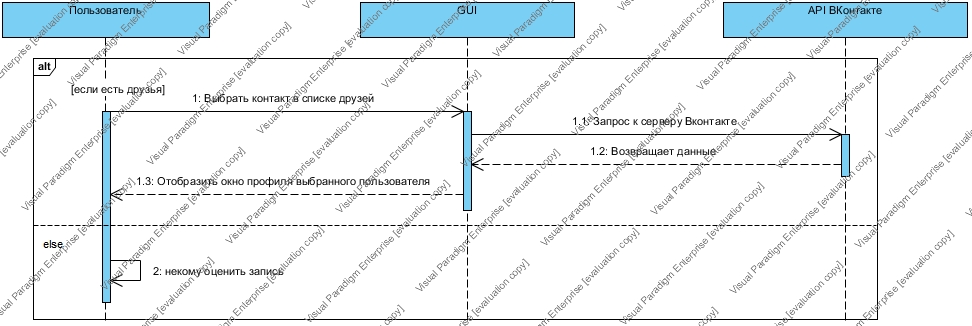 Пользователь
GUI
API ВКонтакте
alt
[если есть друзья]
1: Выбрать контакт в списке друзей
1.1: Запрос к серверу Вконтакте
1.2: Возвращает данные
1.3: Отобразить окно профиля выбранного пользователя
else
2: некому оценить запись
Visual Paradigm Enterprise [evaluation copy]